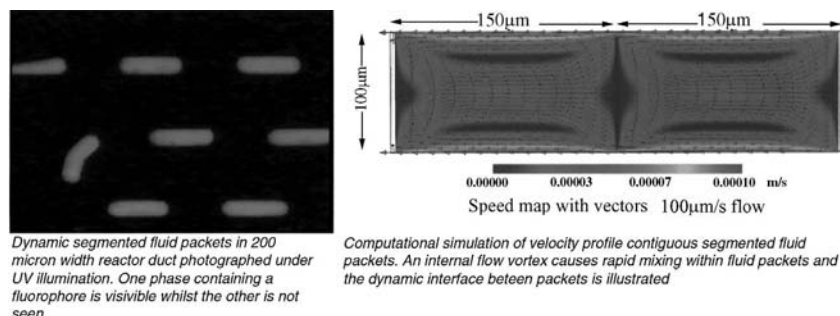 150µm
150µm
100µm
0.00000 0.00003 0.00007 0.00010 m/s
Speed map with vectors 100µm/s flow
Dynamic segmented fluid packets in 200
micron width reactor duct photographed under
UV illumination. One phase containing a
fluorophore is visivible whilst the other is not
seen
Computational simulation of velocity profile contiguous segmented fluid
packets. An internal flow vortex causes rapid mixing within fluid packets and
the dynamic interface beteen packets is illustrated